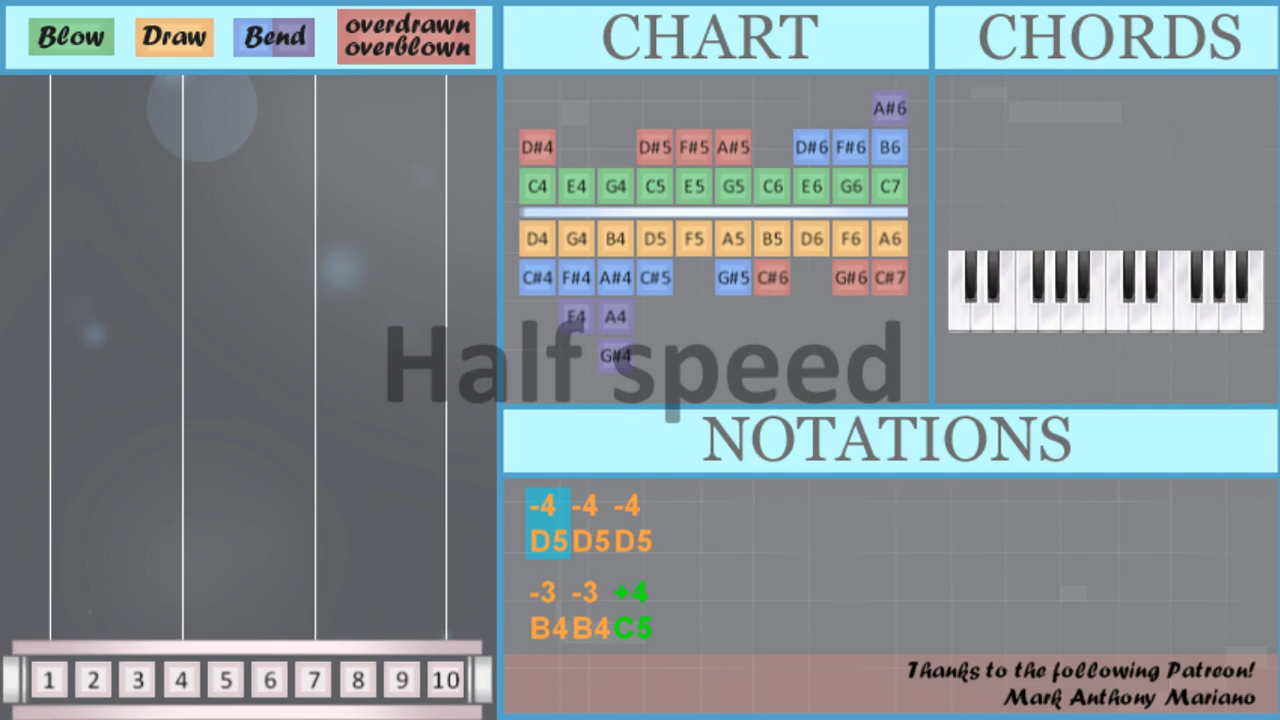 Blow Draw Bend overdrawn
overblown
CHART
CHORDS
A#6
D#4 D#5 F#5 A#5 D#6 F#6 B6
C4 E4 G4 C5 E5 G5 C6 E6 G6 C7
D4 G4 B4 D5 F5 A5 B5 D6 F6 A6
C#4 F#4 A#4 C#5 G#5 C#6 G#6 C#7
F4 A4
G#4
Half speed
NOTATIONS
-4 -4 -4
D5 D5 D5
-3 -3 +4
B4 B4 C5
Thanks to the following Patreon!
Mark Anthony Mariano
1 2 3 4 5 6 7 8 9 10